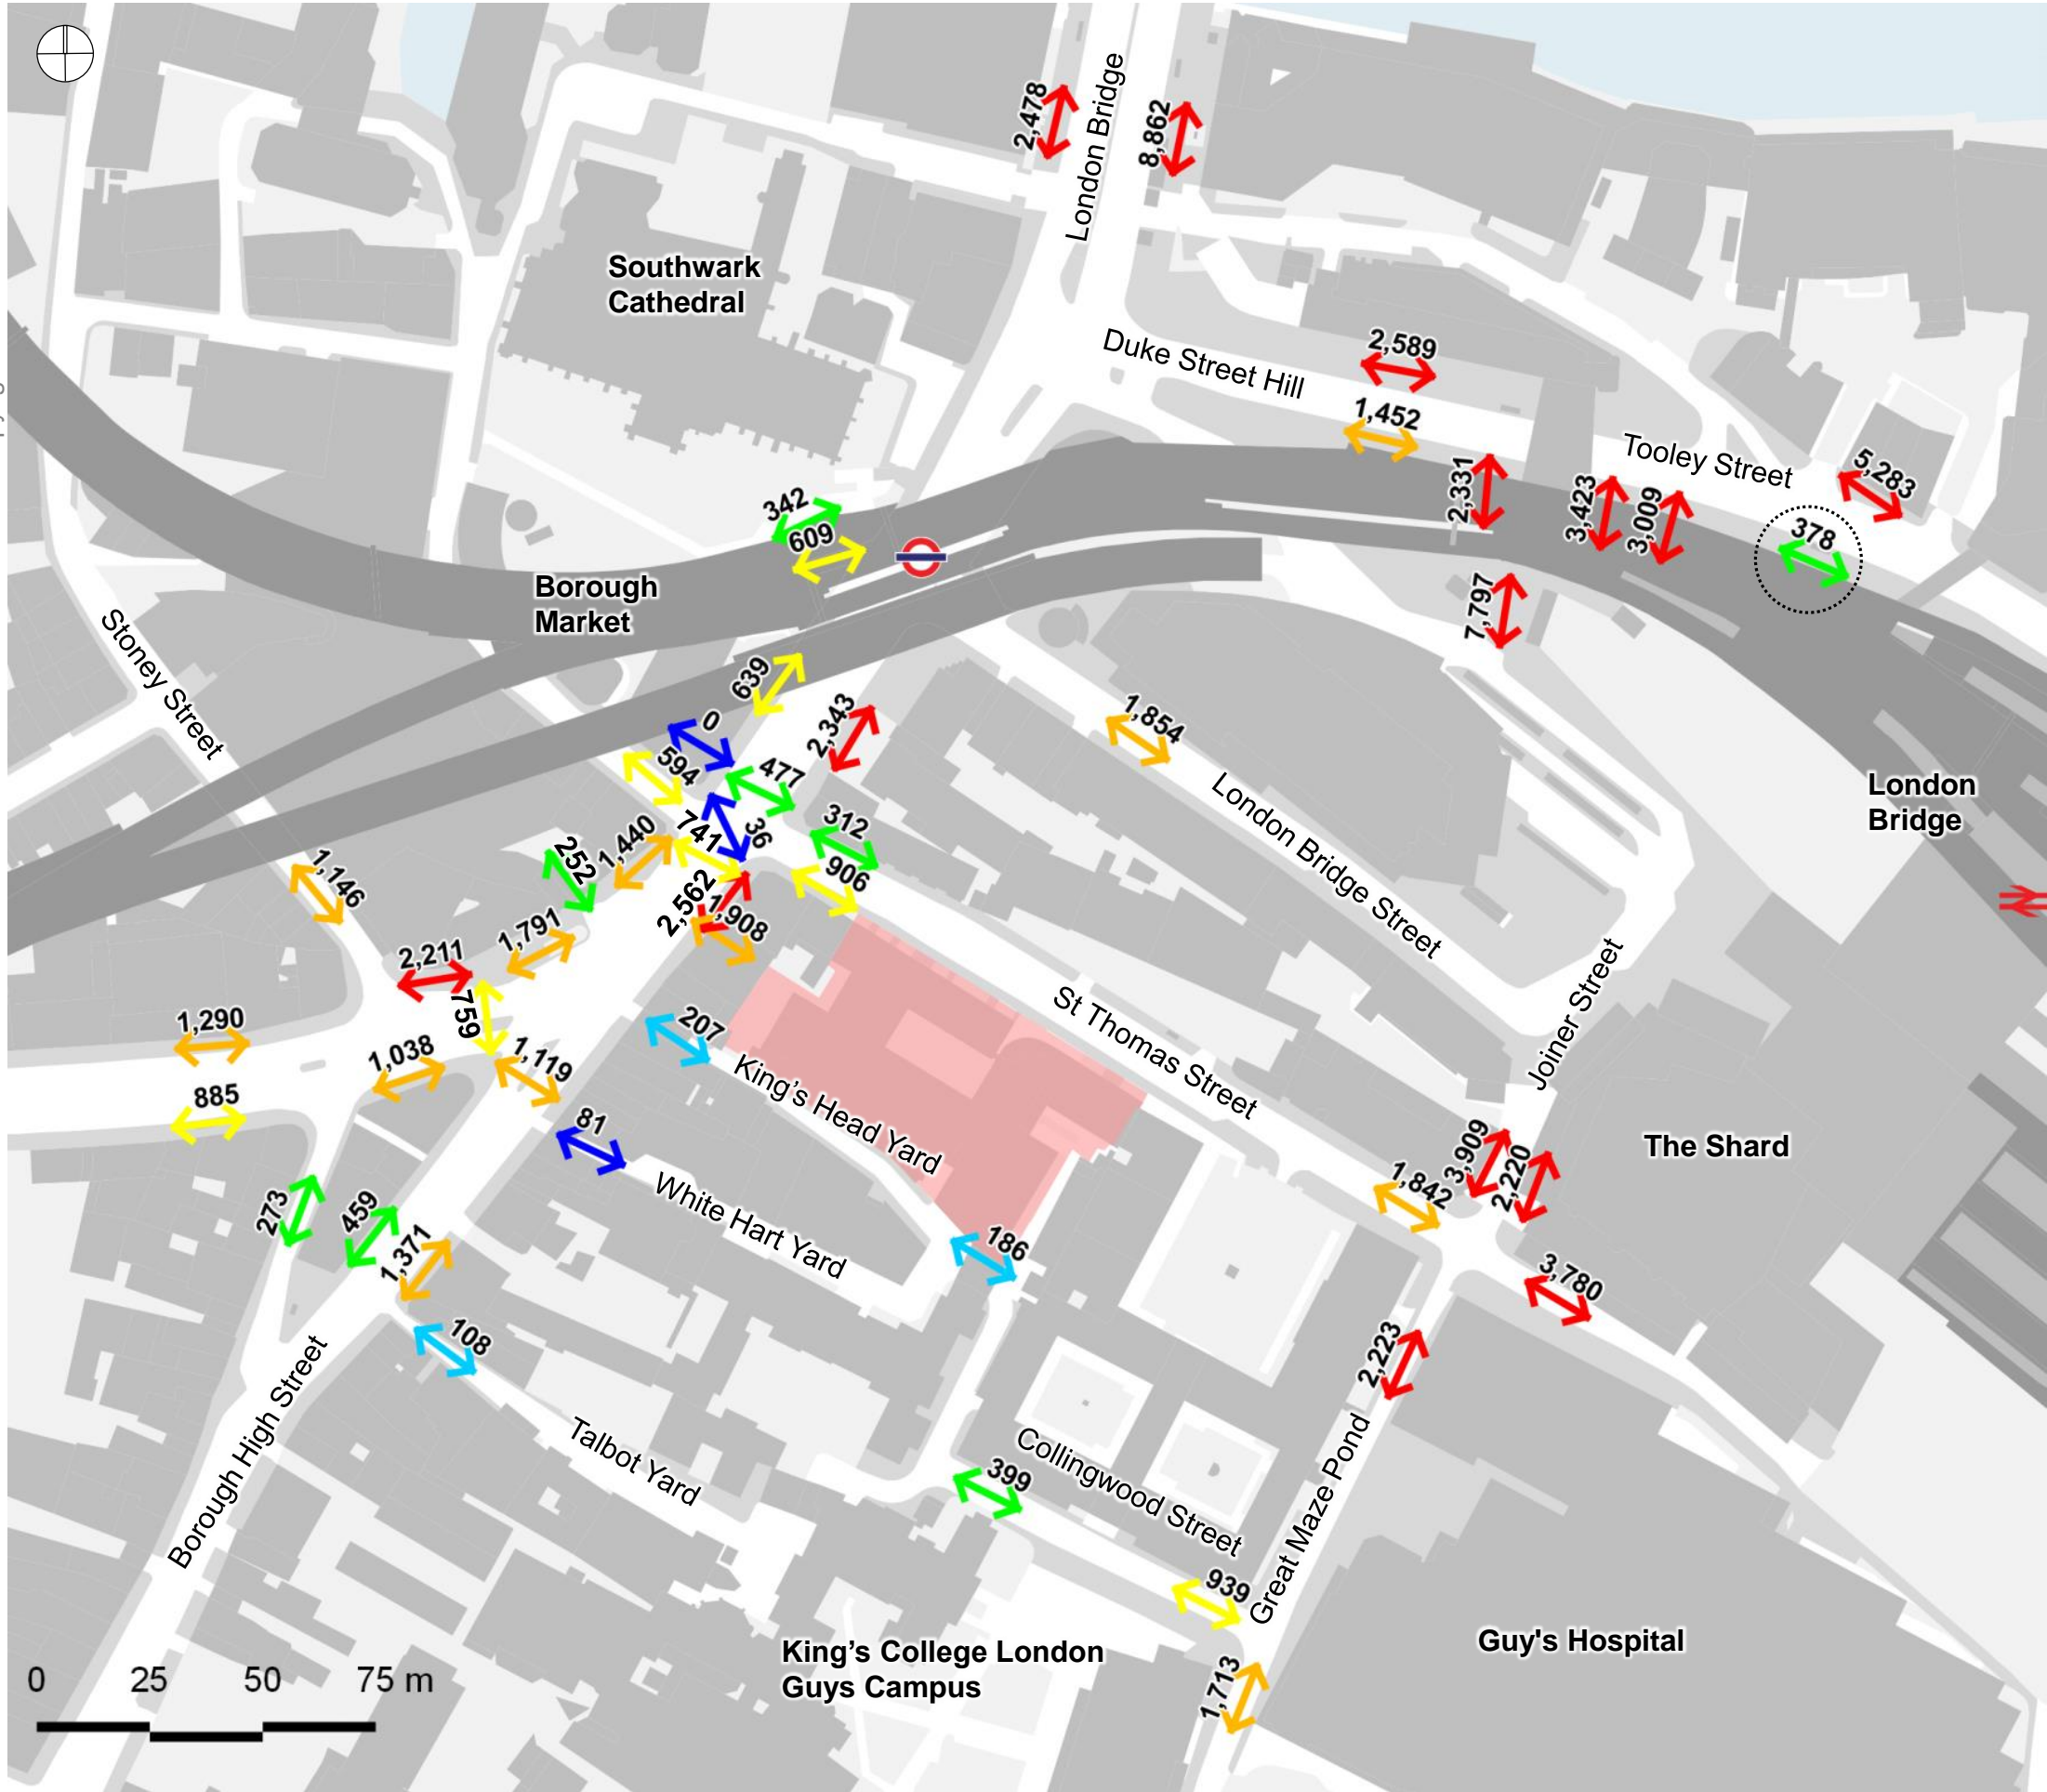 2,478
8,862
London Bridge
Southwark
Cathedral
Duke Street Hill
2,589
1,452
Tooley Street
5,283
2,331
3,423
3,009
378
342
609
Borough
Market
7,797
Stoney Street
639
0
2,343
1,854
594
477
London
Bridge
London Bridge Street
741
36
312
1,440
252
906
1,146
2,562
1,908
1,791
2,211
759
1,290
1,038
1,119
207
St Thomas Street
Joiner Street
King's Head Yard
885
81
3,909
2,220
The Shard
1,842
White Hart Yard
273
459
1,371
186
3,780
108
2,223
Borough High Street
Talbot Yard
Collingwood Street
Great Maze Pond
399
939
King's College London
Guys Campus
Guy's Hospital
1,713
0 25 50 75 m